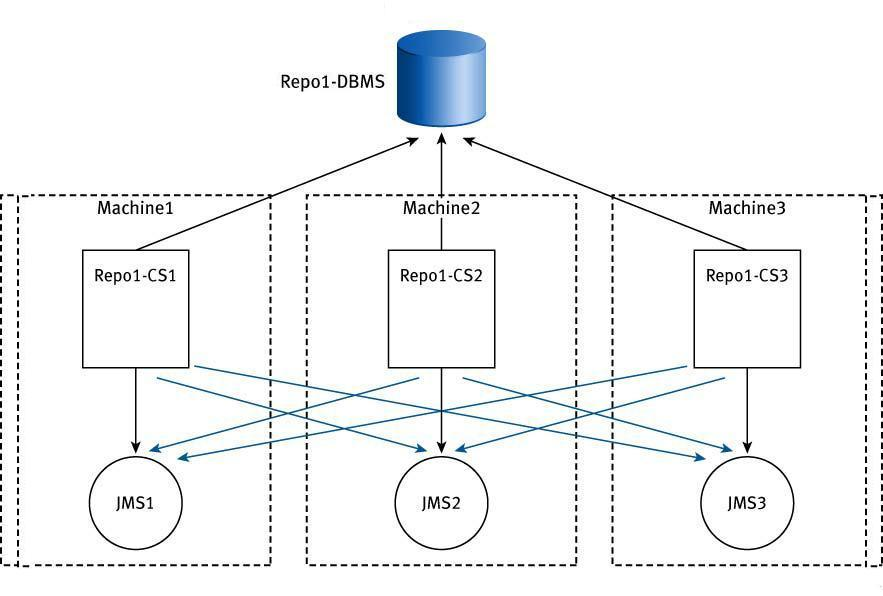 Repo1-DBMS
Machine1
Machine2
Machine3
Repo1-CS1
Repo1-CS2
Repo1-CS3
JMS1
JMS2
JMS3